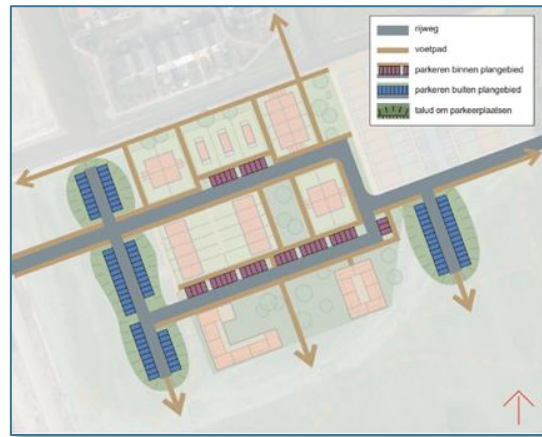 rijweg
voetpad
parkeren binnen plangebied
parkeren buiten plangebied
talud om parkeerplaatsen